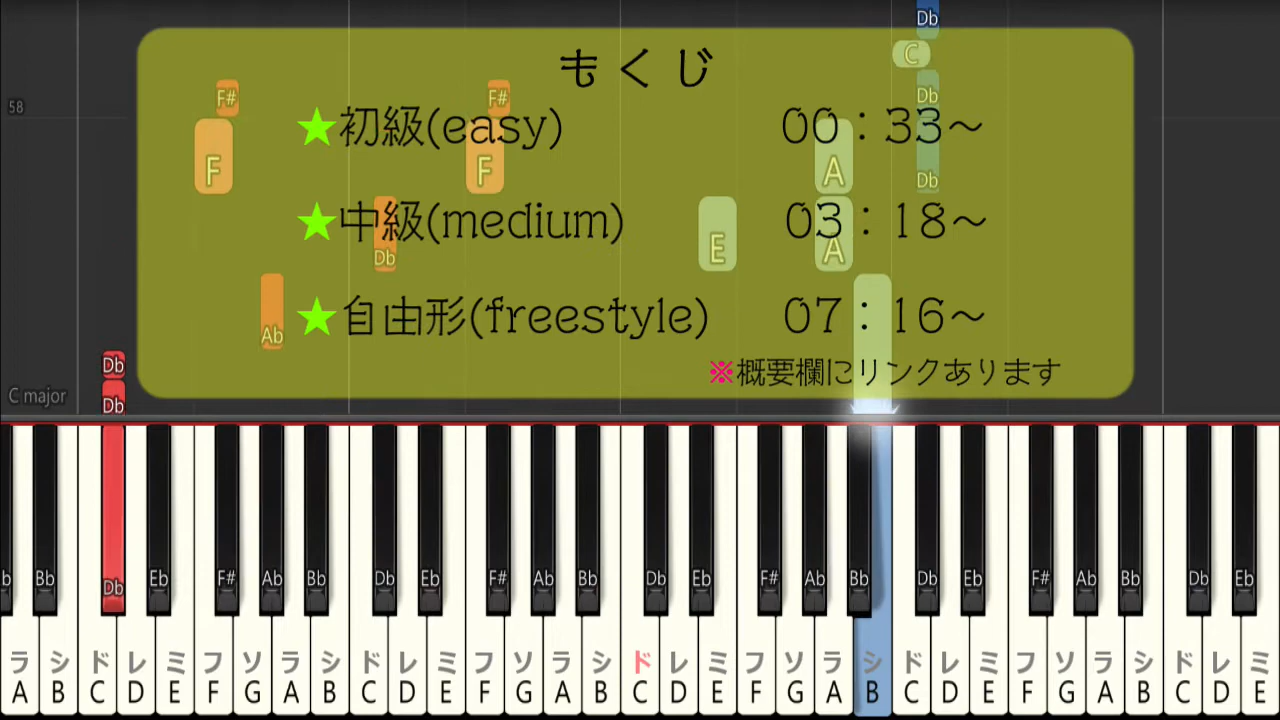 Db
C
もくじ
58
F#
F#
Db
★初級(easy) 00：33～
F
F
A
Db
★中級(medium) 03：18～
Db
E
A
★自由形(freestyle) 07：16～
Ab
Db
※概要欄にリンクあります
C major
Db
b Bb Db Eb F# Ab Bb Db Eb F# Ab Bb Db Eb F# Ab Bb Db Eb F# Ab Bb Db Eb
ラ シ ド レ ミ フ ソ ラ シ ド レ ミ フ ソ ラ シ ド レ ミ フ ソ ラ シ ド レ ミ フ ソ ラ シ ド レ ミ
A B C D E F G A B C D E F G A B C D E F G A B C D E F G A B C D E